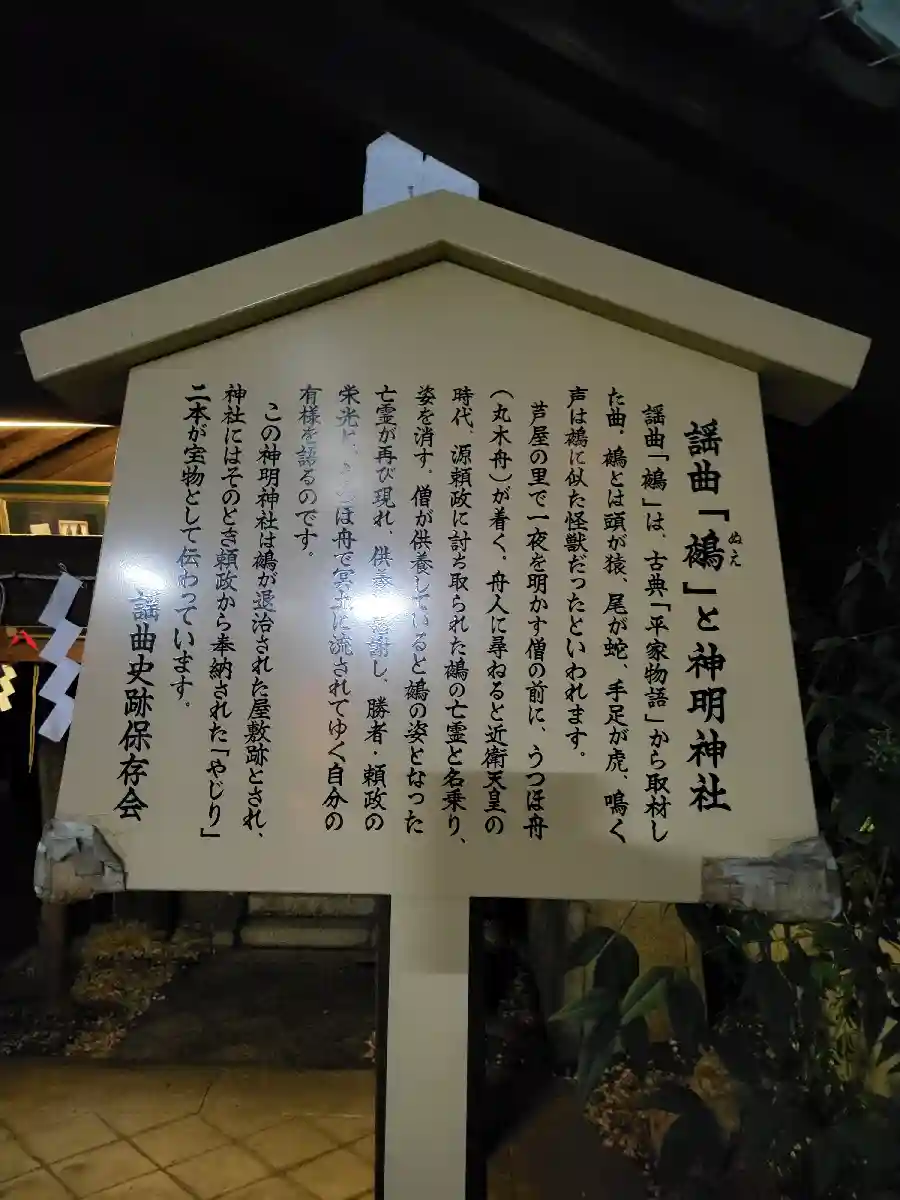 謡曲「鵺」と神明神社
ぬえ
謡曲「鵺」は、古典「平家物語」から取材し
た曲。鵺とは頭が猿、尾が蛇、手足が虎、鳴く
声は鵺に似た怪獣だったといわれます。
芦屋の里で一夜を明かす僧の前に、うつほ舟
（丸木舟）が着く。舟人に尋ねると近衛天皇の
時代、源頼政に討ち取られた鵺の亡霊と名乗り、
姿を消す。僧が供養していると鵺の姿となった
亡霊が再び現れ、供養に感謝し、勝者・頼政の
栄光と、うつほ舟で冥土に流されてゆく自分の
有様を語るのです。
この神明神社は鵺が退治された屋敷跡とされ、
神社にはそのとき頼政から奉納された「やじり」
二本が宝物として伝わっています。
謡曲史跡保存会